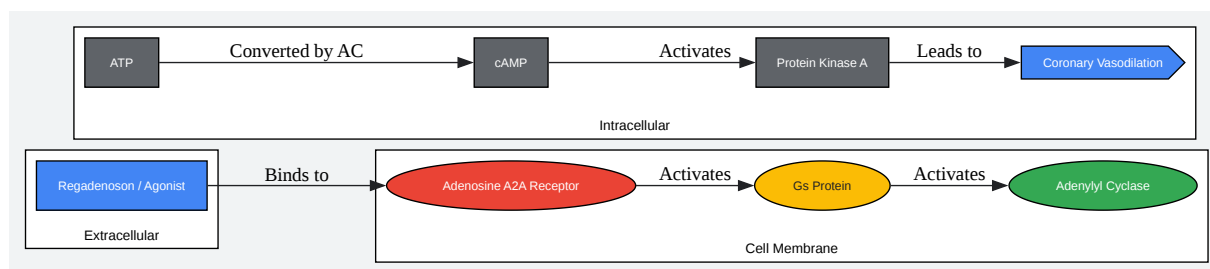 ATP
Converted by AC
cAMP
Activates
Protein Kinase A
Leads to
Coronary Vasodilation
Intracellular
Regadenoson / Agonist
Binds to
Adenosine A2A Receptor
Activates
Gs Protein
Activates
Adenylyl Cyclase
Extracellular
Cell Membrane